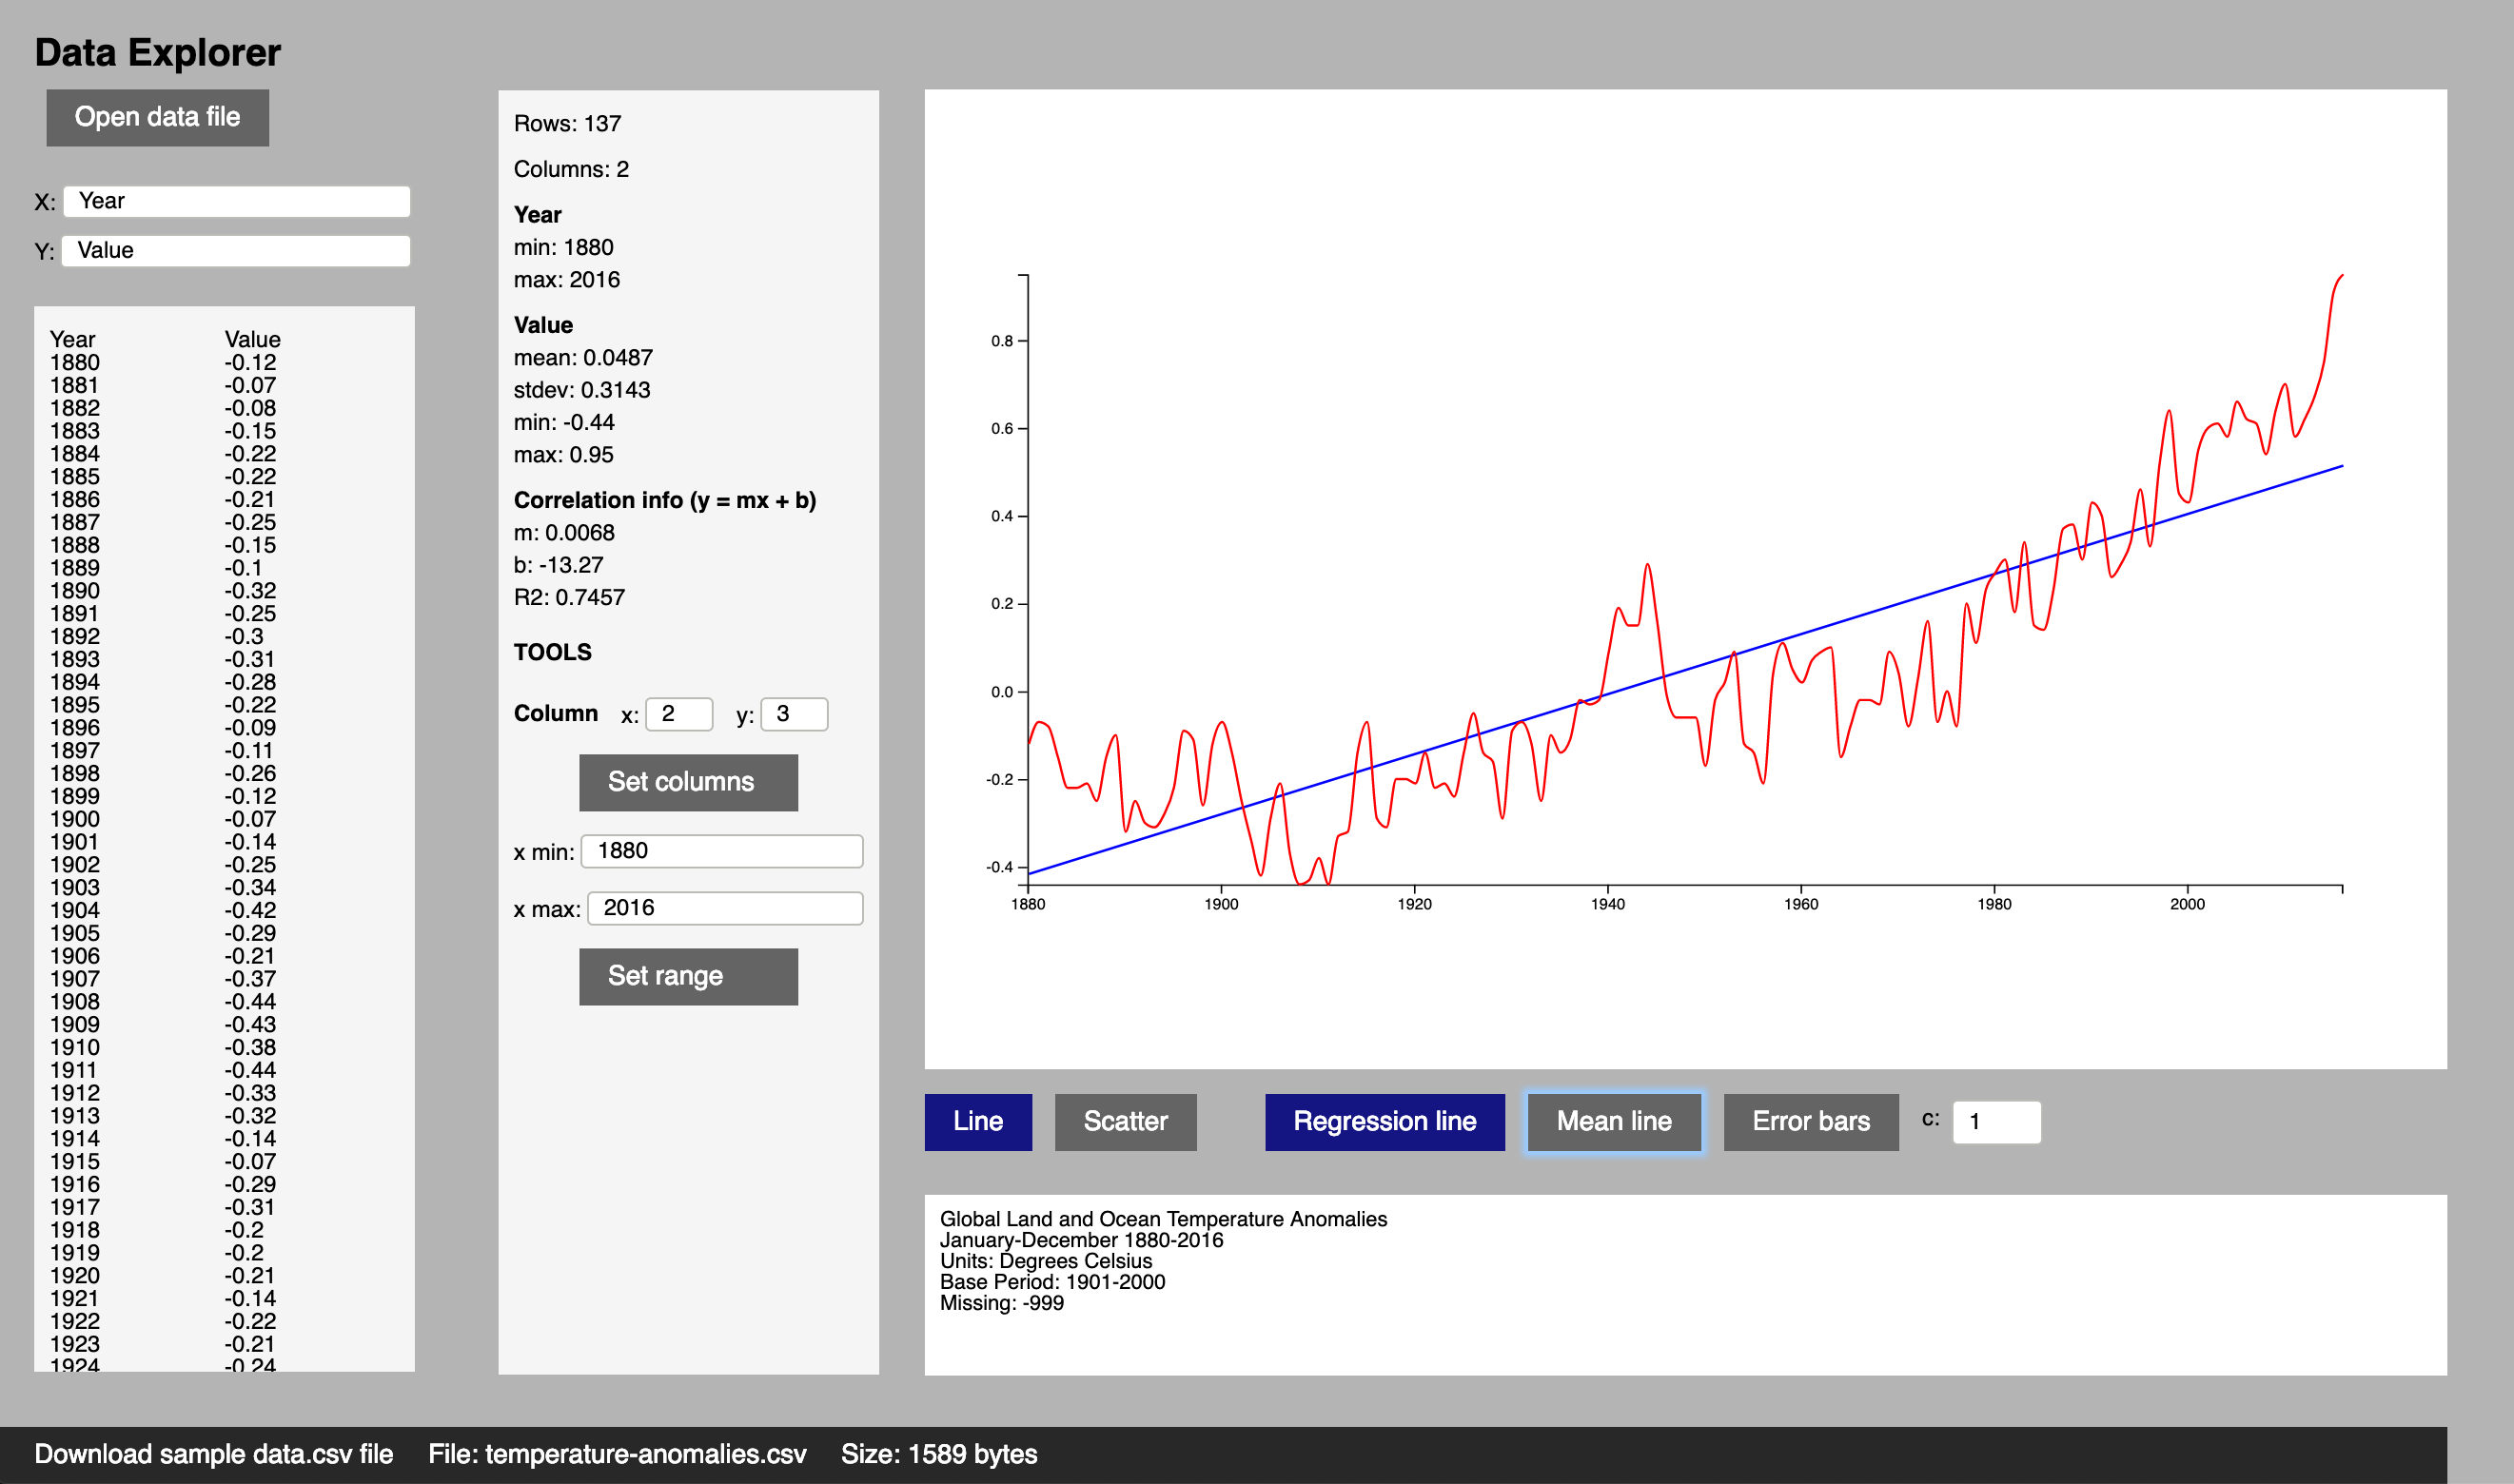 Data Explorer
Open data file
X: Year
Y: Value
Year Value
1880 -0.12
1881 -0.07
1882 -0.08
1883 -0.15
1884 -0.22
1885 -0.22
1886 -0.21
1887 -0.25
1888 -0.15
1889 -0.1
1890 -0.32
1891 -0.25
1892 -0.3
1893 -0.31
1894 -0.28
1895 -0.22
1896 -0.09
1897 -0.11
1898 -0.26
1899 -0.12
1900 -0.07
1901 -0.14
1902 -0.25
1903 -0.34
1904 -0.42
1905 -0.29
1906 -0.21
1907 -0.37
1908 -0.44
1909 -0.43
1910 -0.38
1911 -0.44
1912 -0.33
1913 -0.32
1914 -0.14
1915 -0.07
1916 -0.29
1917 -0.31
1918 -0.2
1919 -0.2
1920 -0.21
1921 -0.14
1922 -0.22
1923 -0.21
1924 -0.24
Rows: 137
Columns: 2
Year
min: 1880
max: 2016
Value
mean: 0.0487
stdev: 0.3143
min: -0.44
max: 0.95
Correlation info (y = mx + b)
m: 0.0068
b: -13.27
R2: 0.7457
TOOLS
Column x: 2 y: 3
Set columns
x min: 1880
x max: 2016
Set range
0.8
0.6
0.4
0.2
0.0
-0.2
-0.4
1880 1900 1920 1940 1960 1980 2000
Line Scatter Regression line Mean line Error bars c: 1
Global Land and Ocean Temperature Anomalies
January-December 1880-2016
Units: Degrees Celsius
Base Period: 1901-2000
Missing: -999
Download sample data.csv file File: temperature-anomalies.csv Size: 1589 bytes